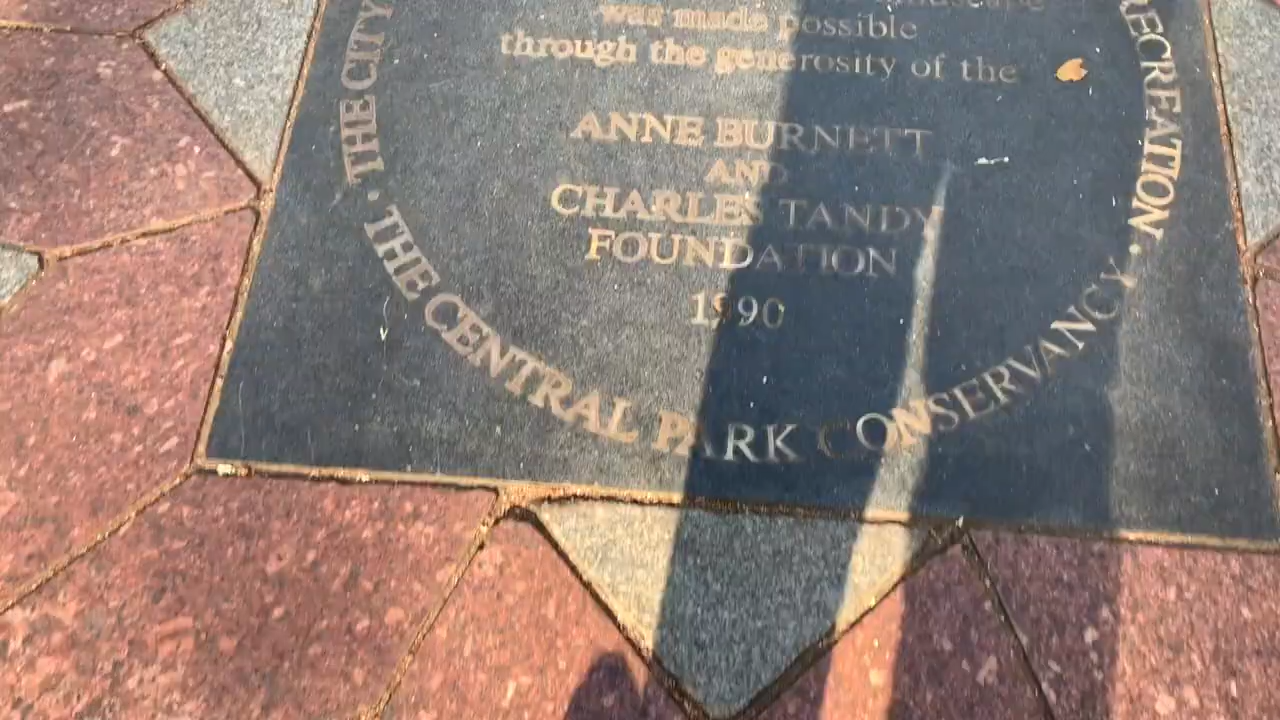 landscape
was made possible
through the generosity of the
ANNE BURNETT
AND
CHARLES TANDY
FOUNDATION
1990
THE CITY
RECREATION · THE CENTRAL PARK CONSERVANCY ·